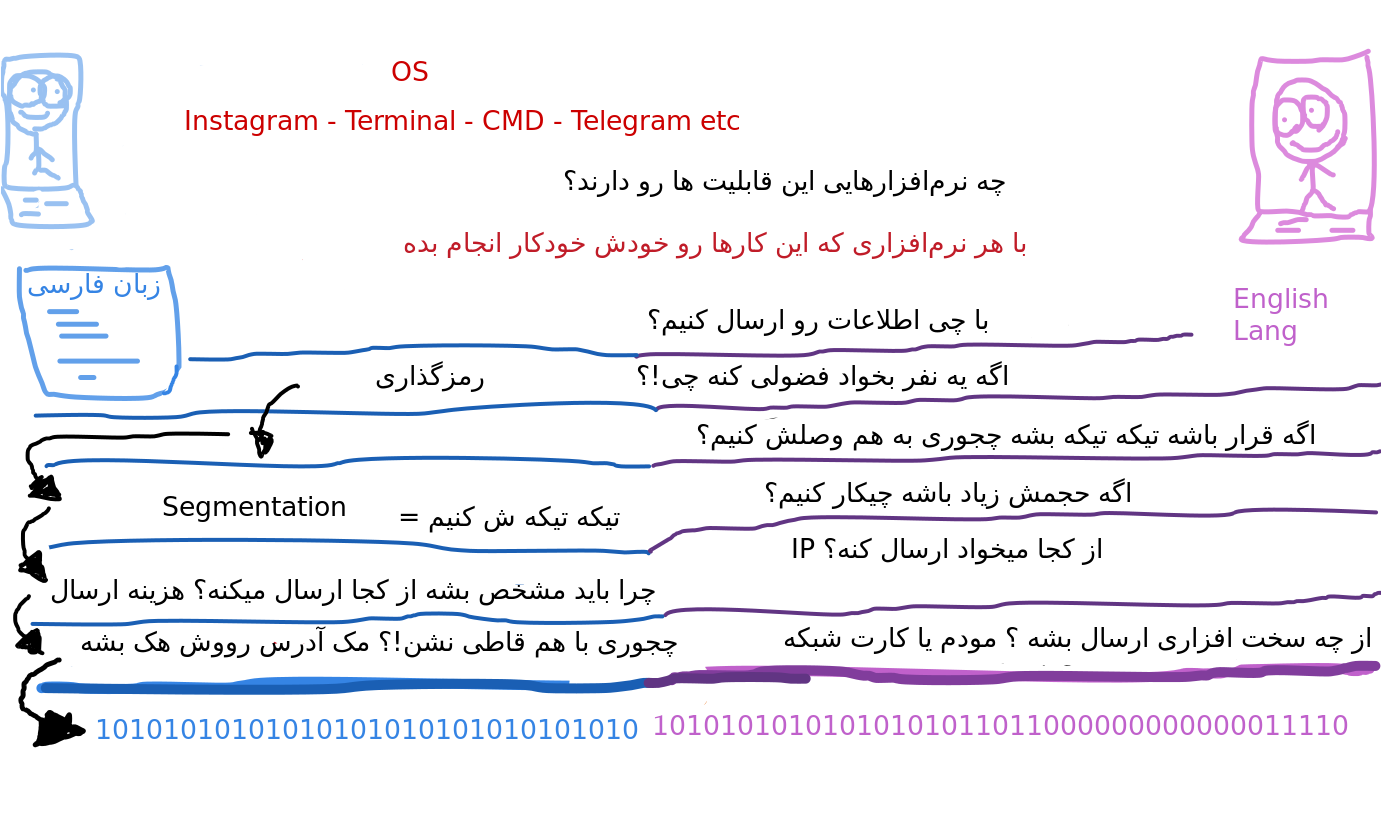 OS
Instagram - Terminal - CMD - Telegram etc
چه نرم‌افزارهایی این قابلیت ها رو دارند؟
با هر نرم‌افزاری که این کارها رو خودش خودکار انجام بده
زبان فارسی
English
Lang
با چی اطلاعات رو ارسال کنیم؟
اگه یه نفر بخواد فضولی کنه چی!؟
رمزگذاری
اگه قرار باشه تیکه تیکه بشه چجوری به هم وصلش کنیم؟
اگه حجمش زیاد باشه چیکار کنیم؟
تیکه تیکه ش کنیم =
Segmentation
از کجا میخواد ارسال کنه؟ IP
چرا باید مشخص بشه از کجا ارسال میکنه؟ هزینه ارسال
از چه سخت افزاری ارسال بشه ؟ مودم یا کارت شبکه
چجوری با هم قاطی نشن!؟ مک آدرس رووش هک بشه
10101010101010101010101010101010
10101010101010101011011000000000000011110